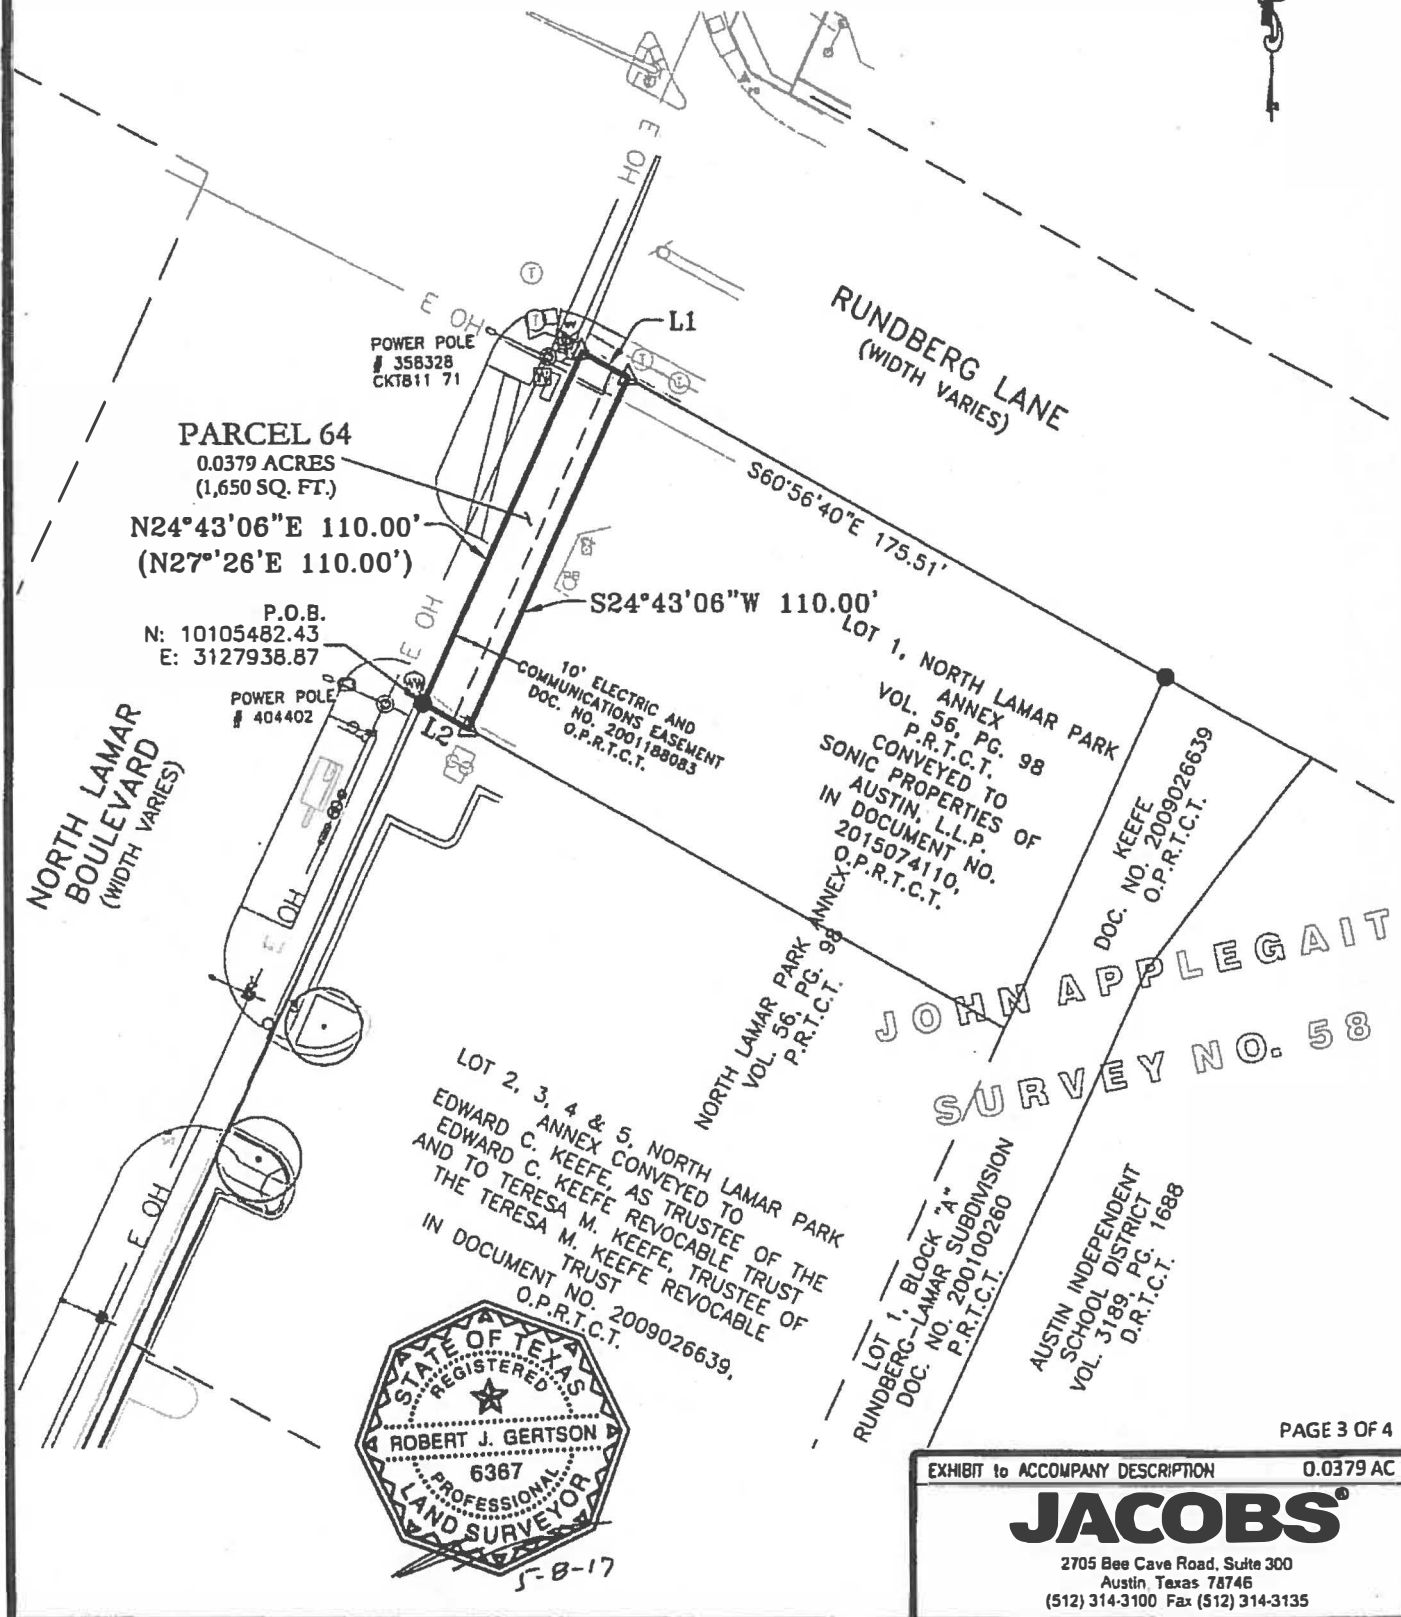 E OH
E OH
POWER POLE
# 358328
CKT811 71
L1
RUNDBERG LANE
(WIDTH VARIES)
PARCEL 64
0.0379 ACRES
(1,650 SQ. FT.)
N24°43'06"E 110.00'
(N27°'26'E 110.00')
S60°56'40"E 175.51'
S24°43'06"W 110.00'
P.O.B.
N: 10105482.43
E: 3127938.87
E OH
POWER POLE
# 404402
L2
10' ELECTRIC AND
COMMUNICATIONS EASEMENT
DOC. NO. 2001188083
O.P.R.T.C.T.
LOT 1, NORTH LAMAR PARK
ANNEX
VOL. 56, PG. 98
P.R.T.C.T.
CONVEYED TO
SONIC PROPERTIES OF
AUSTIN, L.L.P.
IN DOCUMENT NO.
2015074110,
O.P.R.T.C.T.
KEEFE
DOC. NO. 2009026639
O.P.R.T.C.T.
NORTH LAMAR
BOULEVARD
(WIDTH VARIES)
E OH
NORTH LAMAR PARK ANNEX
VOL. 56, PG. 98
P.R.T.C.T.
JOHN APPLEGAIT
SURVEY NO. 58
LOT 2, 3, 4 & 5, NORTH LAMAR PARK
ANNEX CONVEYED TO
EDWARD C. KEEFE, AS TRUSTEE OF THE
EDWARD C. KEEFE REVOCABLE TRUST
AND TO TERESA M. KEEFE, TRUSTEE OF
THE TERESA M. KEEFE REVOCABLE
TRUST
IN DOCUMENT NO. 2009026639,
O.P.R.T.C.T.
E OH
LOT 1, BLOCK "A"
RUNDBERG-LAMAR SUBDIVISION
DOC. NO. 200100260
P.R.T.C.T.
AUSTIN INDEPENDENT
SCHOOL DISTRICT
VOL. 3189, PG. 1688
D.R.T.C.T.
STATE OF TEXAS
REGISTERED
ROBERT J. GERTSON
6367
PROFESSIONAL
LAND SURVEYOR
5-8-17
PAGE 3 OF 4
EXHIBIT to ACCOMPANY DESCRIPTION 0.0379 AC
JACOBS®
2705 Bee Cave Road, Suite 300
Austin, Texas 78746
(512) 314-3100 Fax (512) 314-3135